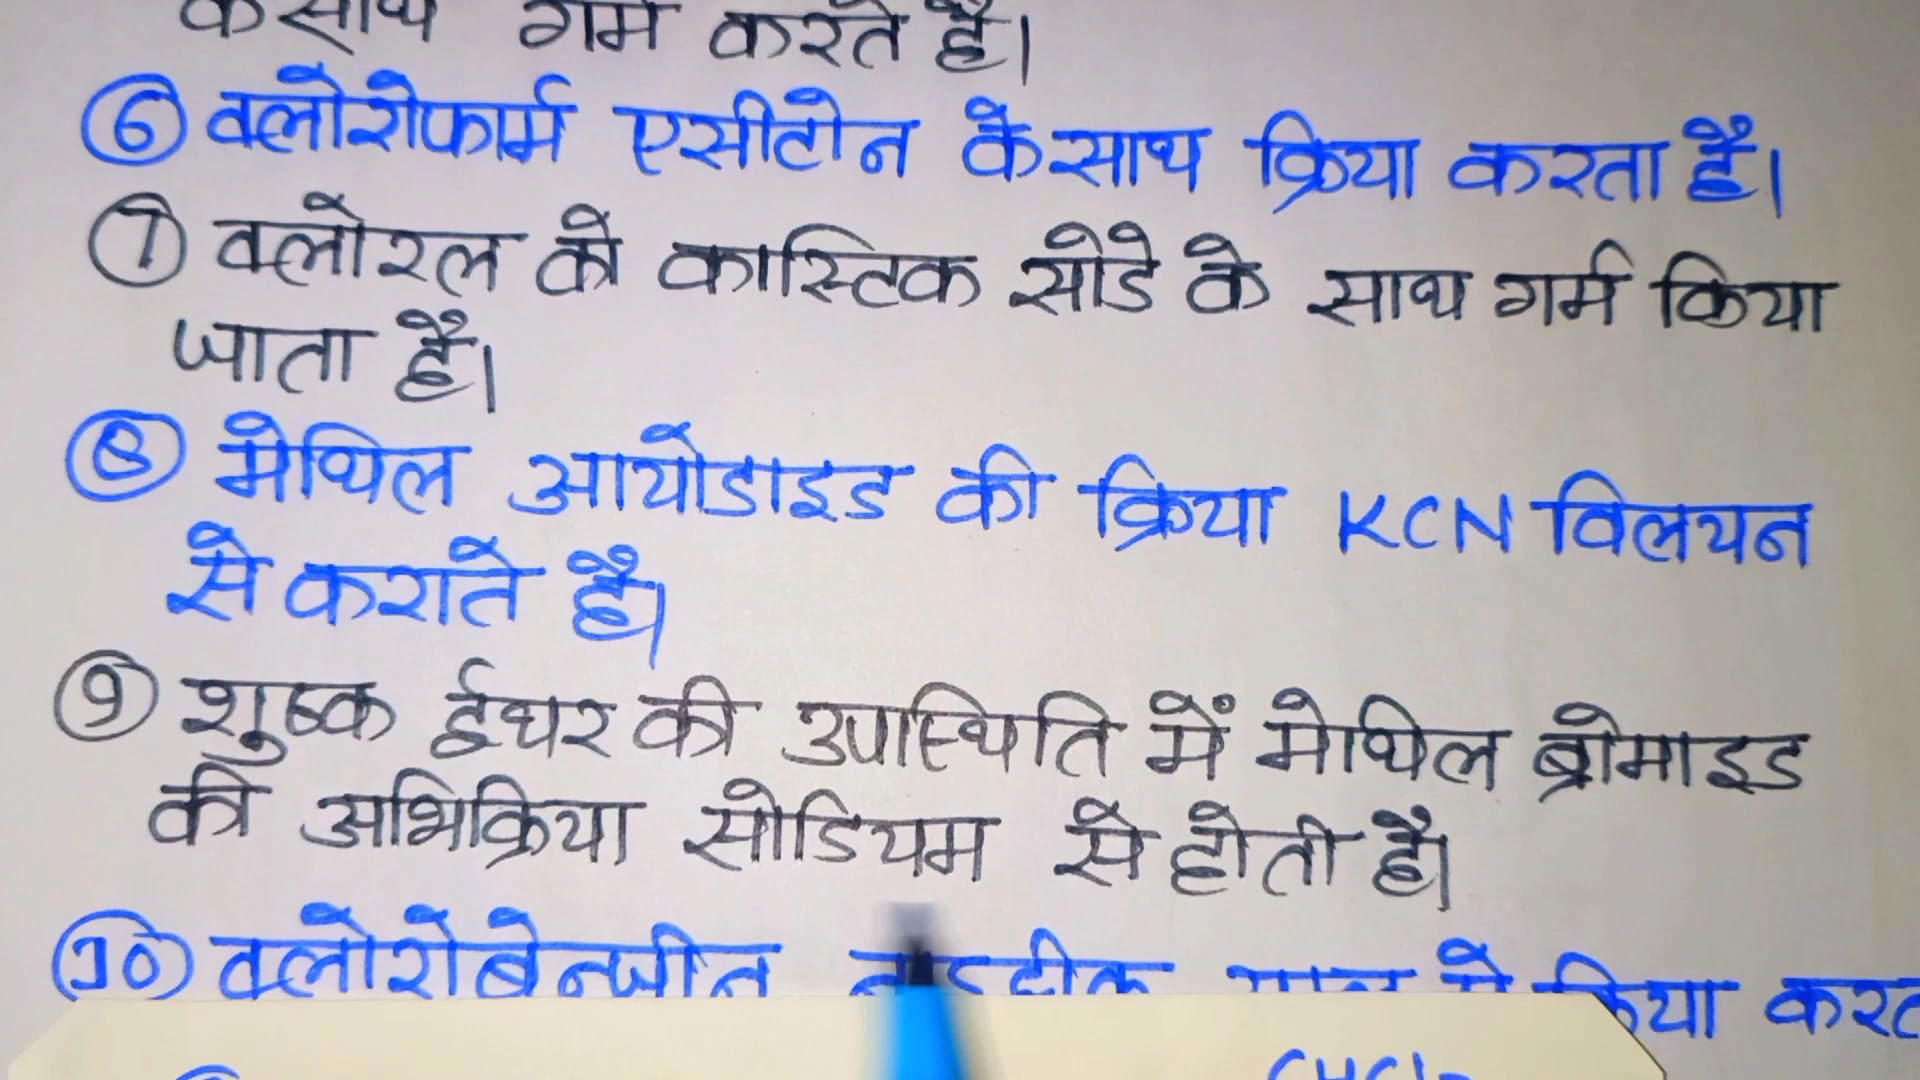 के साथ गर्म करते है।
⑥ क्लोरोफार्म एसीटोन के साथ क्रिया करता है।
⑦ क्लोरल को कास्टिक सोडे के साथ गर्म किया
जाता है।
⑧ मेथिल आयोडाइड की क्रिया KCN विलयन
से कराते है।
⑨ शुष्क ईथर की उपास्थिति में मेथिल ब्रोमाइड
की अभिक्रिया सोडियम से होती है।
⑩ क्लोरोबेन्जीन